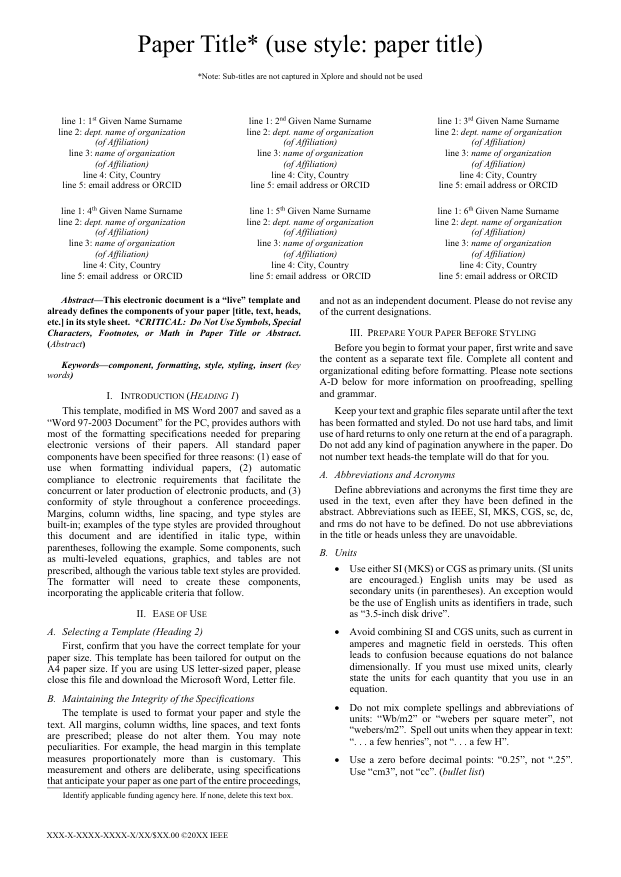 Paper Title* (use style: paper title)
*Note: Sub-titles are not captured in Xplore and should not be used
line 1: 1st Given Name Surname
line 2: dept. name of organization
(of Affiliation)
line 3: name of organization
(of Affiliation)
line 4: City, Country
line 5: email address or ORCID
line 1: 2nd Given Name Surname
line 2: dept. name of organization
(of Affiliation)
line 3: name of organization
(of Affiliation)
line 4: City, Country
line 5: email address or ORCID
line 1: 3rd Given Name Surname
line 2: dept. name of organization
(of Affiliation)
line 3: name of organization
(of Affiliation)
line 4: City, Country
line 5: email address or ORCID
line 1: 4th Given Name Surname
line 2: dept. name of organization
(of Affiliation)
line 3: name of organization
(of Affiliation)
line 4: City, Country
line 5: email address or ORCID
line 1: 5th Given Name Surname
line 2: dept. name of organization
(of Affiliation)
line 3: name of organization
(of Affiliation)
line 4: City, Country
line 5: email address or ORCID
line 1: 6th Given Name Surname
line 2: dept. name of organization
(of Affiliation)
line 3: name of organization
(of Affiliation)
line 4: City, Country
line 5: email address or ORCID
Abstract—This electronic document is a “live” template and
already defines the components of your paper [title, text, heads,
etc.] in its style sheet. *CRITICAL: Do Not Use Symbols, Special
Characters, Footnotes, or Math in Paper Title or Abstract.
(Abstract)
Keywords—component, formatting, style, styling, insert (key
words)
I. INTRODUCTION (HEADING 1)
This template, modified in MS Word 2007 and saved as a
“Word 97-2003 Document” for the PC, provides authors with
most of the formatting specifications needed for preparing
electronic versions of their papers. All standard paper
components have been specified for three reasons: (1) ease of
use when formatting individual papers, (2) automatic
compliance to electronic requirements that facilitate the
concurrent or later production of electronic products, and (3)
conformity of style throughout a conference proceedings.
Margins, column widths, line spacing, and type styles are
built-in; examples of the type styles are provided throughout
this document and are identified in italic type, within
parentheses, following the example. Some components, such
as multi-leveled equations, graphics, and tables are not
prescribed, although the various table text styles are provided.
The formatter will need to create these components,
incorporating the applicable criteria that follow.
II. EASE OF USE
A. Selecting a Template (Heading 2)
First, confirm that you have the correct template for your
paper size. This template has been tailored for output on the
A4 paper size. If you are using US letter-sized paper, please
close this file and download the Microsoft Word, Letter file.
B. Maintaining the Integrity of the Specifications
The template is used to format your paper and style the
text. All margins, column widths, line spaces, and text fonts
are prescribed; please do not alter them. You may note
peculiarities. For example, the head margin in this template
measures proportionately more than is customary. This
measurement and others are deliberate, using specifications
that anticipate your paper as one part of the entire proceedings,
Identify applicable funding agency here. If none, delete this text box.
and not as an independent document. Please do not revise any
of the current designations.
III. PREPARE YOUR PAPER BEFORE STYLING
Before you begin to format your paper, first write and save
the content as a separate text file. Complete all content and
organizational editing before formatting. Please note sections
A-D below for more information on proofreading, spelling
and grammar.
Keep your text and graphic files separate until after the text
has been formatted and styled. Do not use hard tabs, and limit
use of hard returns to only one return at the end of a paragraph.
Do not add any kind of pagination anywhere in the paper. Do
not number text heads-the template will do that for you.
A. Abbreviations and Acronyms
Define abbreviations and acronyms the first time they are
used in the text, even after they have been defined in the
abstract. Abbreviations such as IEEE, SI, MKS, CGS, sc, dc,
and rms do not have to be defined. Do not use abbreviations
in the title or heads unless they are unavoidable.
B. Units
• Use either SI (MKS) or CGS as primary units. (SI units
are encouraged.) English units may be used as
secondary units (in parentheses). An exception would
be the use of English units as identifiers in trade, such
as “3.5-inch disk drive”.
• Avoid combining SI and CGS units, such as current in
amperes and magnetic field in oersteds. This often
leads to confusion because equations do not balance
dimensionally. If you must use mixed units, clearly
state the units for each quantity that you use in an
equation.
• Do not mix complete spellings and abbreviations of
units: “Wb/m2” or “webers per square meter”, not
“webers/m2”. Spell out units when they appear in text:
“. . . a few henries”, not “. . . a few H”.
• Use a zero before decimal points: “0.25”, not “.25”.
Use “cm3”, not “cc”. (bullet list)
XXX-X-XXXX-XXXX-X/XX/$XX.00 ©20XX IEEE